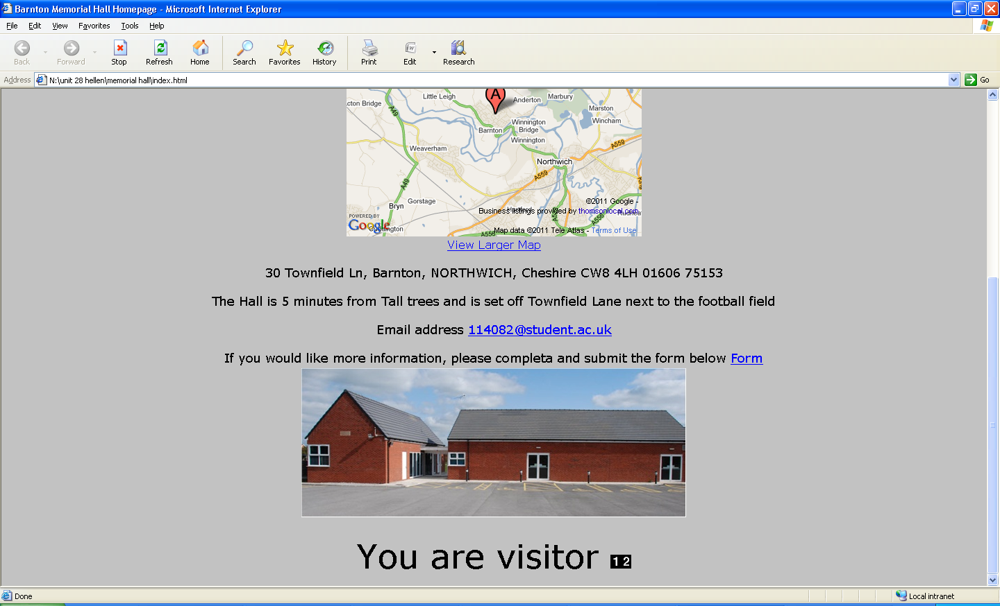 Barnton Memorial Hall Homepage - Microsoft Internet Explorer
File Edit View Favorites Tools Help
Back Forward Stop Refresh Home Search Favorites History Print Edit Research
Address N:\unit 28 hellen\memorial hall\index.html Go
A
Little Leigh
Anderton
Marbury
cton Bridge
A49
Marston
Winnington
Bridge
Wincham
Barnton
Winnington
Weaverham
A559
Northwich
A559
A49
Gorstage
Bryn
©2011 Google -
Business listings provided by thomsonlocal.com
A556
POWERED BY
Google
Map data ©2011 Tele Atlas - Terms of Use
A556
View Larger Map
30 Townfield Ln, Barnton, NORTHWICH, Cheshire CW8 4LH 01606 75153
The Hall is 5 minutes from Tall trees and is set off Townfield Lane next to the football field
Email address 114082@student.ac.uk
If you would like more information, please completa and submit the form below Form
You are visitor 12
Done Local intranet